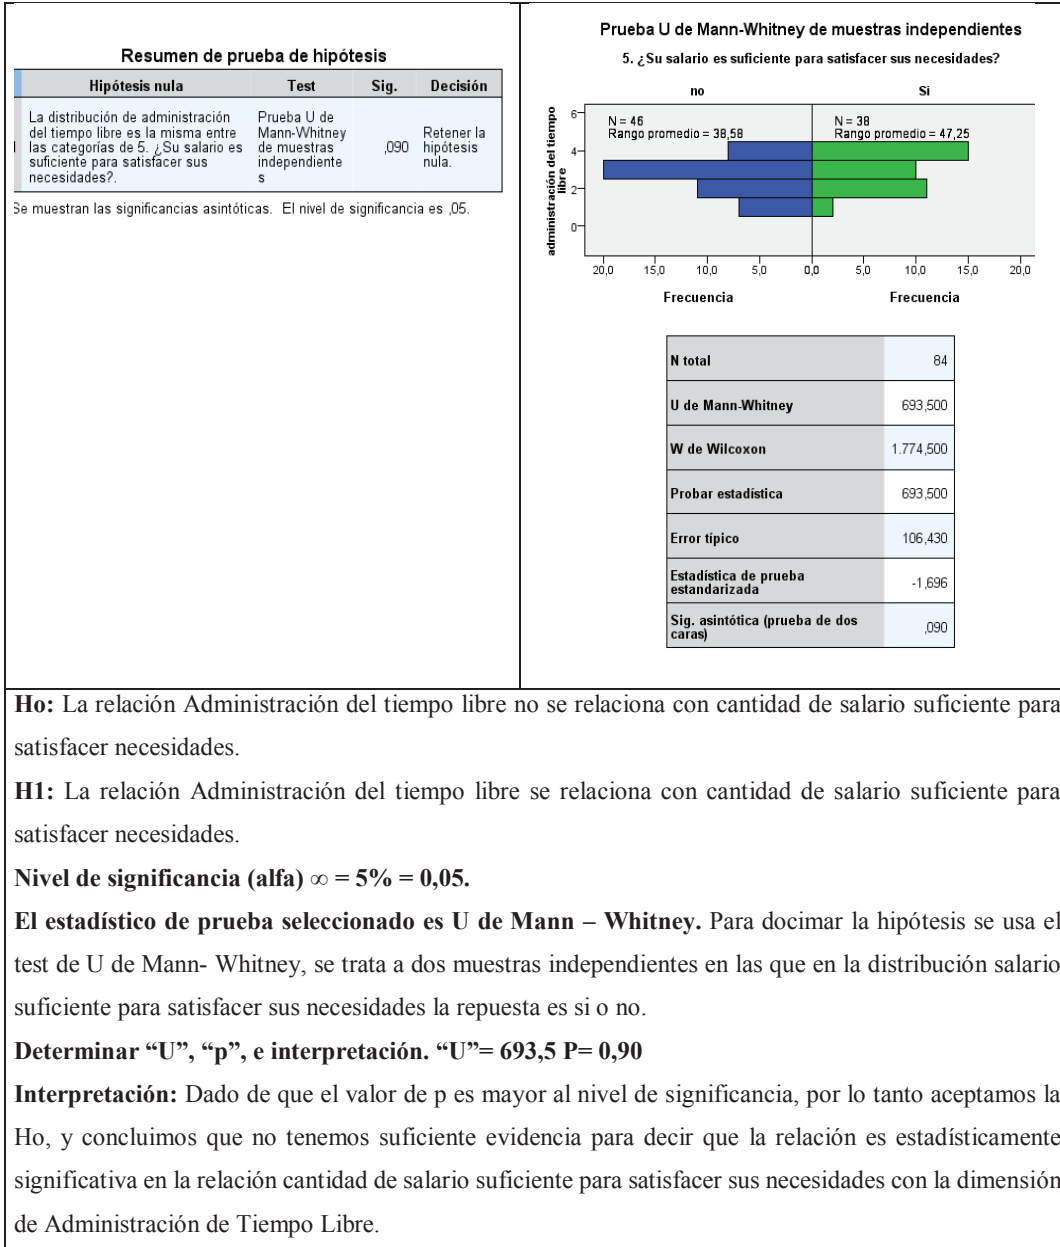 Resumen de prueba de hipótesis
Hipótesis nula Test Sig. Decisión
La distribución de administración
del tiempo libre es la misma entre
las categorías de 5. ¿Su salario es
suficiente para satisfacer sus
necesidades?.
Prueba U de
Mann-Whitney
de muestras
independiente
s
,090
Retener la
hipótesis
nula.
Se muestran las significancias asintóticas. El nivel de significancia es ,05.
Prueba U de Mann-Whitney de muestras independientes
5. ¿Su salario es suficiente para satisfacer sus necesidades?
no Si
N = 46
Rango promedio = 38,58
N = 38
Rango promedio = 47,25
administración del tiempo
libre
6
4
2
0
20,0 15,0 10,0 5,0 0,0 5,0 10,0 15,0 20,0
Frecuencia Frecuencia
N total 84
U de Mann-Whitney 693,500
W de Wilcoxon 1.774,500
Probar estadística 693,500
Error típico 106,430
Estadística de prueba
estandarizada -1,696
Sig. asintótica (prueba de dos
caras) ,090
Ho: La relación Administración del tiempo libre no se relaciona con cantidad de salario suficiente para
satisfacer necesidades.
H1: La relación Administración del tiempo libre se relaciona con cantidad de salario suficiente para
satisfacer necesidades.
Nivel de significancia (alfa) ∞ = 5% = 0,05.
El estadístico de prueba seleccionado es U de Mann – Whitney. Para docimar la hipótesis se usa el
test de U de Mann- Whitney, se trata a dos muestras independientes en las que en la distribución salario
suficiente para satisfacer sus necesidades la repuesta es si o no.
Determinar “U”, “p”, e interpretación. “U”= 693,5 P= 0,90
Interpretación: Dado de que el valor de p es mayor al nivel de significancia, por lo tanto aceptamos la
Ho, y concluimos que no tenemos suficiente evidencia para decir que la relación es estadísticamente
significativa en la relación cantidad de salario suficiente para satisfacer sus necesidades con la dimensión
de Administración de Tiempo Libre.